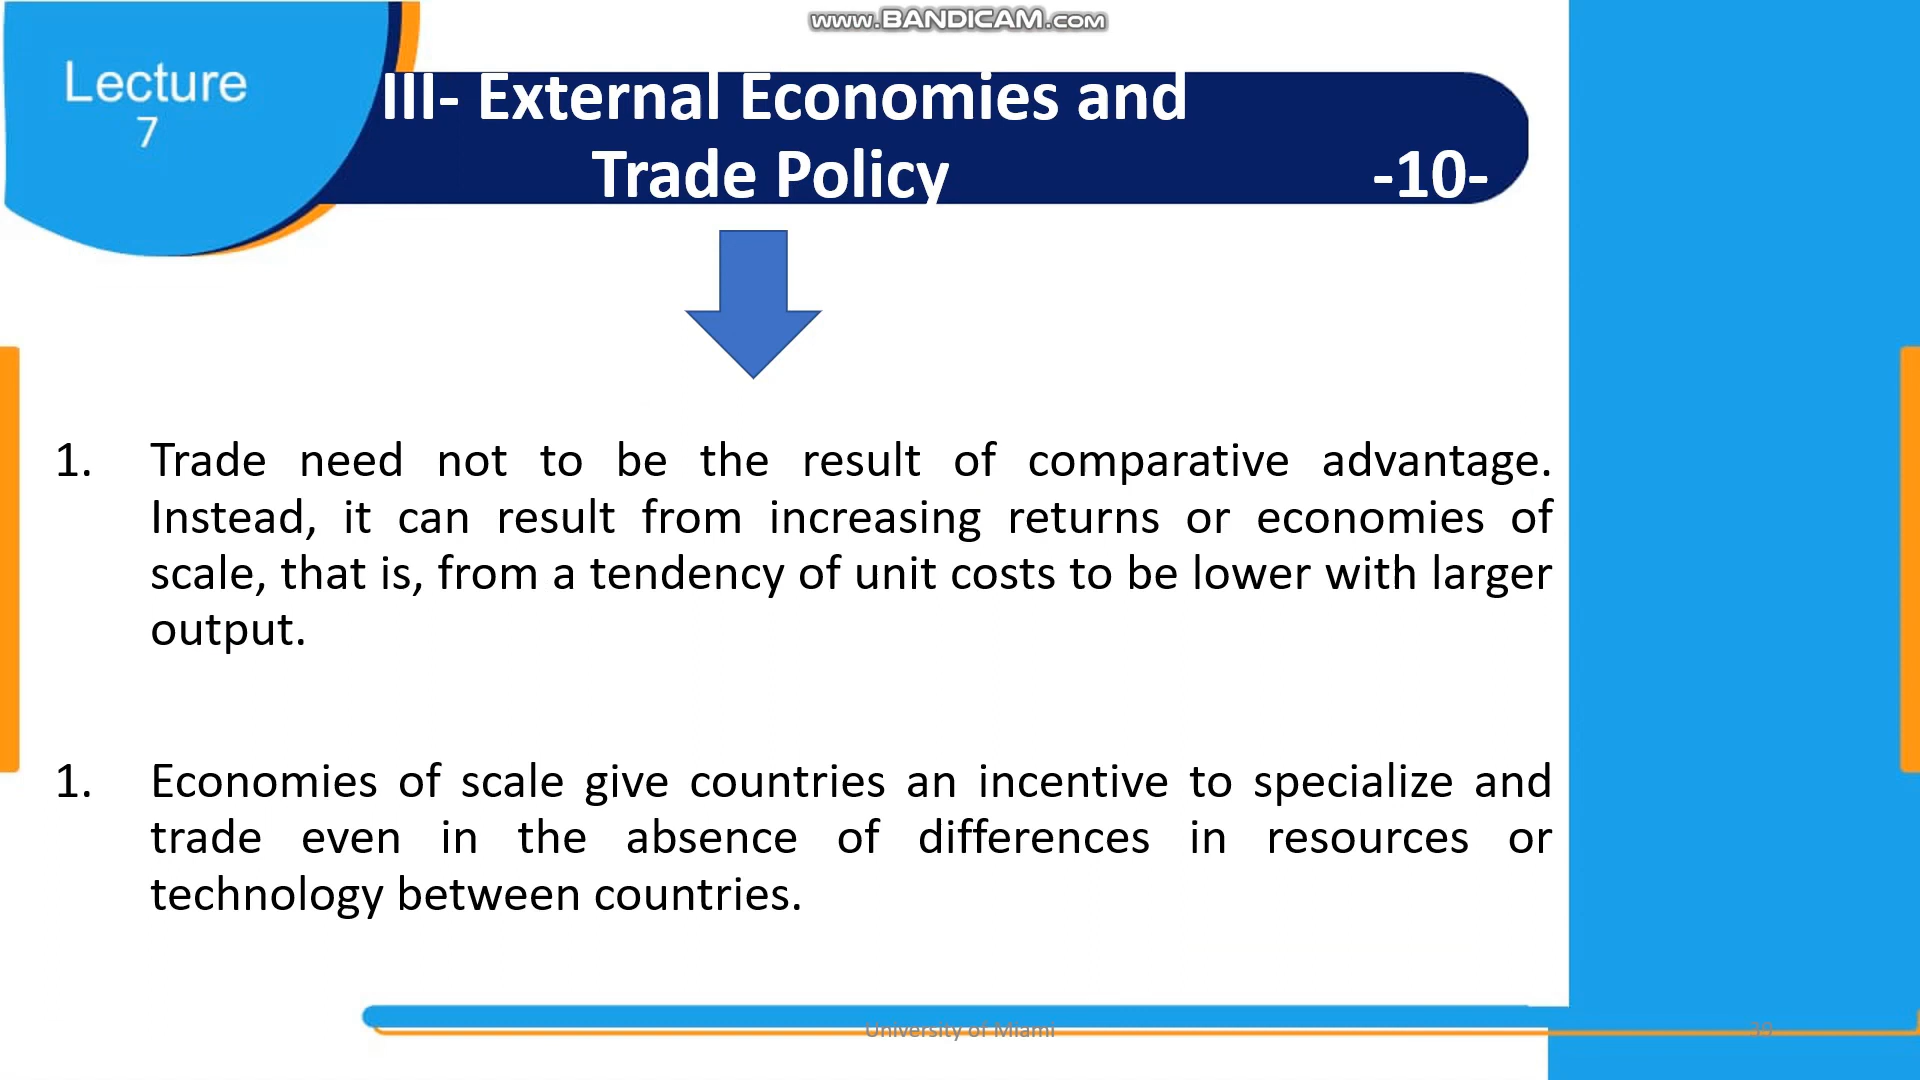 www.BANDICAM.com
Lecture
7
III- External Economies and
Trade Policy -10-
1. Trade need not to be the result of comparative advantage.
Instead, it can result from increasing returns or economies of
scale, that is, from a tendency of unit costs to be lower with larger
output.
1. Economies of scale give countries an incentive to specialize and
trade even in the absence of differences in resources or
technology between countries.
University of Miami